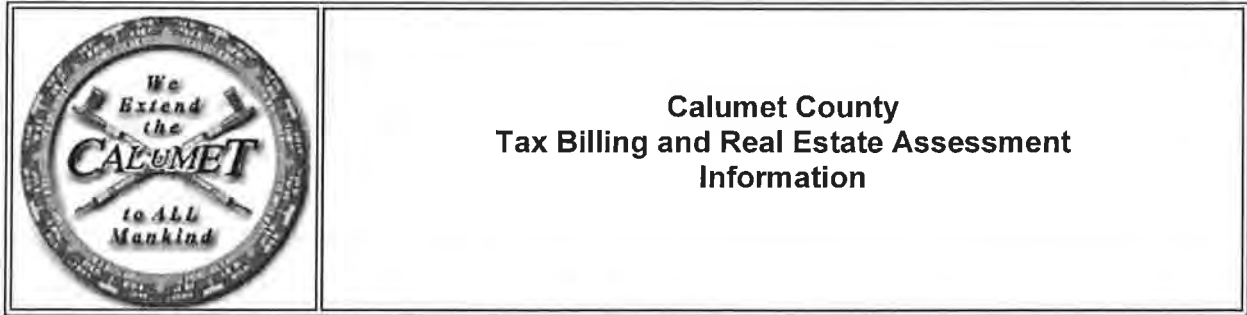 We
Extend
the
CALUMET
to ALL
Mankind
Calumet County
Tax Billing and Real Estate Assessment
Information